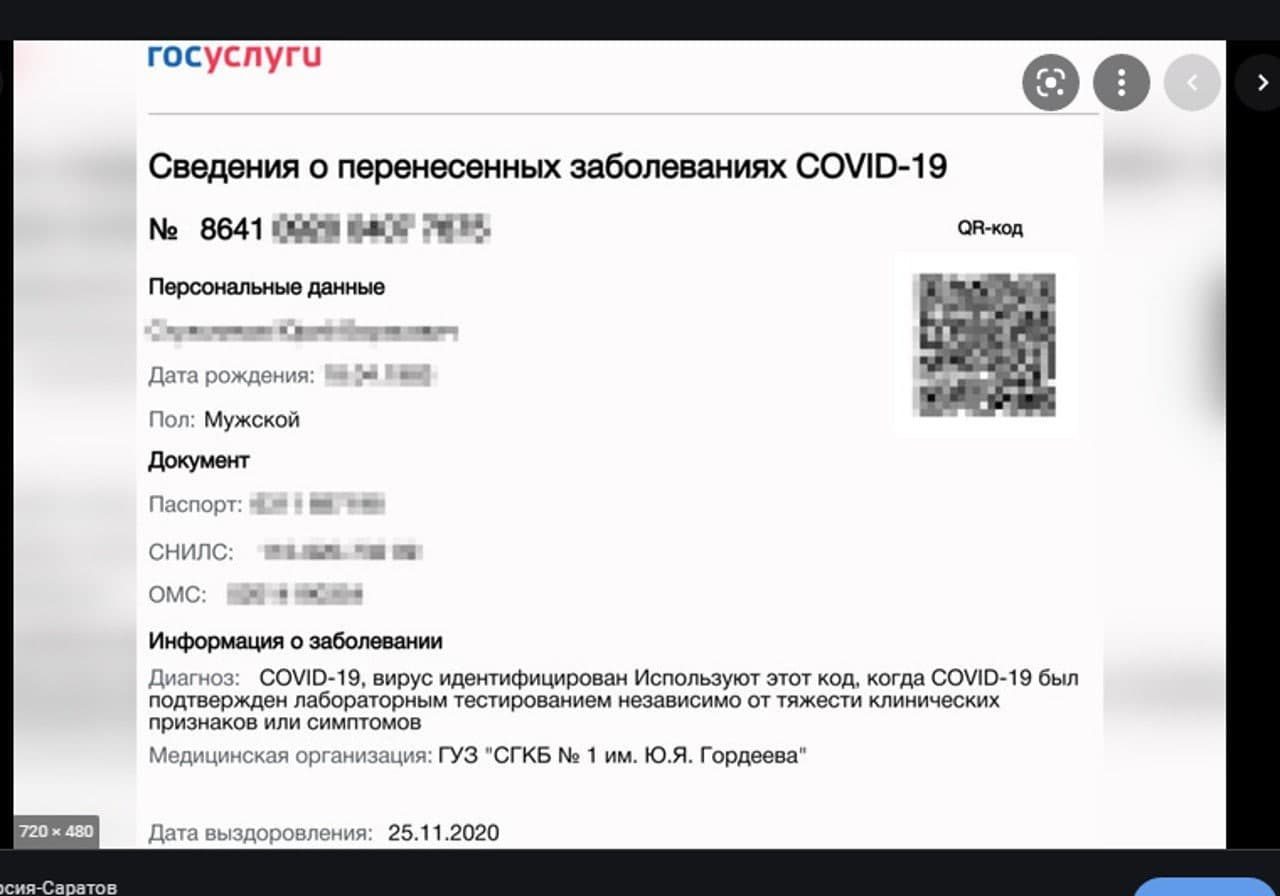 госуслуги
Сведения о перенесенных заболеваниях COVID-19
№ 8641
QR-код
Персональные данные
Дата рождения:
Пол: Мужской
Документ
Паспорт:
СНИЛС:
ОМС:
Информация о заболевании
Диагноз: COVID-19, вирус идентифицирован Используют этот код, когда COVID-19 был
подтвержден лабораторным тестированием независимо от тяжести клинических
признаков или симптомов
Медицинская организация: ГУЗ "СГКБ № 1 им. Ю.Я. Гордеева"
Дата выздоровления: 25.11.2020
720 × 480
рсия-Саратов